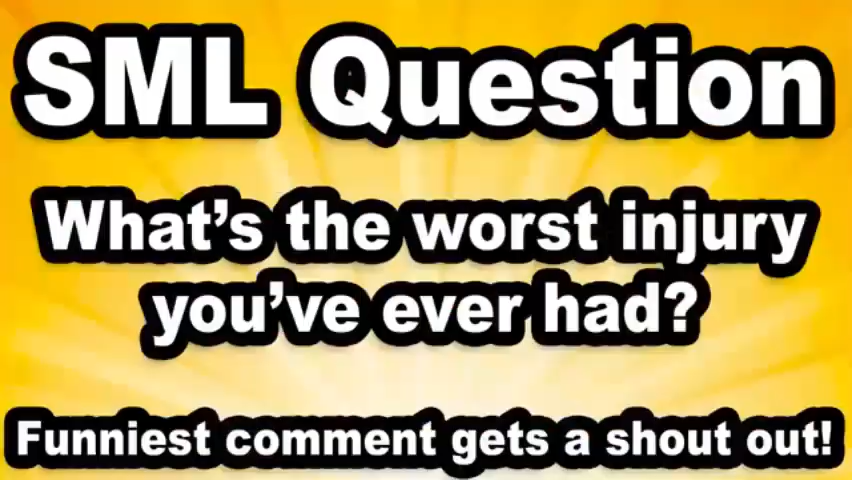 SML Question
What's the worst injury
you've ever had?
Funniest comment gets a shout out!